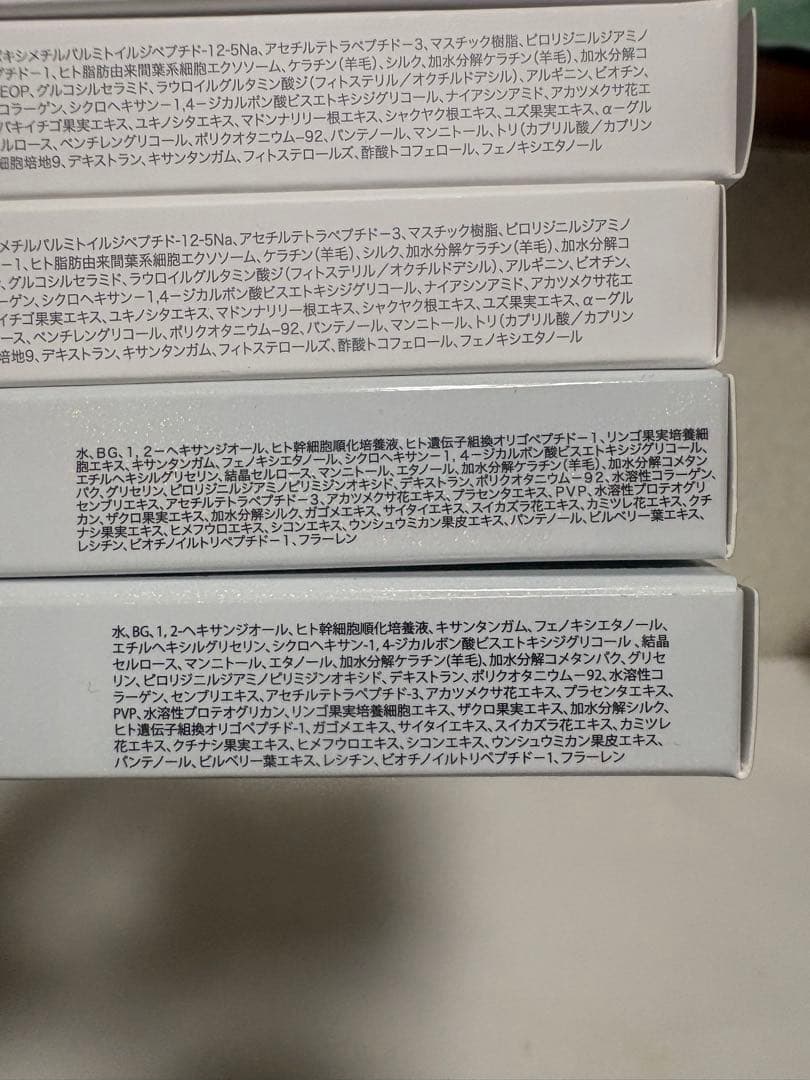 キシメチルパルミトイルジペプチド-12-5Na、アセチルテトラペプチド－3、マスチック樹脂、ピロリジニルジアミノ
プチド－1、ヒト脂肪由来間葉系細胞エクソソーム、ケラチン(羊毛)、シルク、加水分解ケラチン(羊毛)、加水分解コ
EOP、グルコシルセラミド、ラウロイルグルタミン酸ジ(フィトステリル／オクチルドデシル)、アルギニン、ビオチン、
コラーゲン、シクロヘキサン－1,4－ジカルボン酸ビスエトキシジグリコール、ナイアシンアミド、アカツメクサ花エ
バキイチゴ果実エキス、ユキノシタエキス、マドンナリリー根エキス、シャクヤク根エキス、ユズ果実エキス、α－グル
ルロース、ペンチレングリコール、ポリクオタニウム－92、パンテノール、マンニトール、トリ(カプリル酸／カプリン
細胞培地9、デキストラン、キサンタンガム、フィトステロールズ、酢酸トコフェロール、フェノキシエタノール
メチルパルミトイルジペプチド-12-5Na、アセチルテトラペプチド－3、マスチック樹脂、ピロリジニルジアミノ
－1、ヒト脂肪由来間葉系細胞エクソソーム、ケラチン(羊毛)、シルク、加水分解ケラチン(羊毛)、加水分解コ
、グルコシルセラミド、ラウロイルグルタミン酸ジ(フィトステリル／オクチルドデシル)、アルギニン、ビオチン、
ーゲン、シクロヘキサン－1,4－ジカルボン酸ビスエトキシジグリコール、ナイアシンアミド、アカツメクサ花エ
イチゴ果実エキス、ユキノシタエキス、マドンナリリー根エキス、シャクヤク根エキス、ユズ果実エキス、α－グル
ース、ペンチレングリコール、ポリクオタニウム－92、パンテノール、マンニトール、トリ(カプリル酸／カプリン
培地9、デキストラン、キサンタンガム、フィトステロールズ、酢酸トコフェロール、フェノキシエタノール
水、BG、1,2－ヘキサンジオール、ヒト幹細胞順化培養液、ヒト遺伝子組換オリゴペプチド－1、リンゴ果実培養細
胞エキス、キサンタンガム、フェノキシエタノール、シクロヘキサン－1,4－ジカルボン酸ビスエトキシジグリコール、
エチルヘキシルグリセリン、結晶セルロース、マンニトール、エタノール、加水分解ケラチン(羊毛)、加水分解コメタン
パク、グリセリン、ピロリジニルジアミノピリミジンオキシド、デキストラン、ポリクオタニウム－92、水溶性コラーゲン、
センブリエキス、アセチルテトラペプチド－3、アカツメクサ花エキス、プラセンタエキス、PVP、水溶性プロテオグリ
カン、ザクロ果実エキス、加水分解シルク、ガゴメエキス、サイタイエキス、スイカズラ花エキス、カミツレ花エキス、クチ
ナシ果実エキス、ヒメフウロエキス、シコンエキス、ウンシュウミカン果皮エキス、パンテノール、ビルベリー葉エキス、
レシチン、ビオチノイルトリペプチド－1、フラーレン
水、BG、1,2-ヘキサンジオール、ヒト幹細胞順化培養液、キサンタンガム、フェノキシエタノール、
エチルヘキシルグリセリン、シクロヘキサン-1,4-ジカルボン酸ビスエトキシジグリコール、結晶
セルロース、マンニトール、エタノール、加水分解ケラチン(羊毛)、加水分解コメタンパク、グリセ
リン、ピロリジニルジアミノピリミジンオキシド、デキストラン、ポリクオタニウム－92、水溶性コ
ラーゲン、センブリエキス、アセチルテトラペプチド-3、アカツメクサ花エキス、プラセンタエキス、
PVP、水溶性プロテオグリカン、リンゴ果実培養細胞エキス、ザクロ果実エキス、加水分解シルク、
ヒト遺伝子組換オリゴペプチド-1、ガゴメエキス、サイタイエキス、スイカズラ花エキス、カミツレ
花エキス、クチナシ果実エキス、ヒメフウロエキス、シコンエキス、ウンシュウミカン果皮エキス、
パンテノール、ビルベリー葉エキス、レシチン、ビオチノイルトリペプチド－1、フラーレン